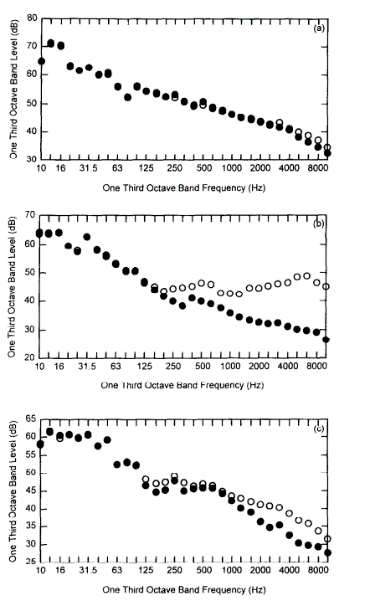 (a)
One Third Octave Band Level (dB)
80
70
60
50
40
30
10 16 31.5 63 125 250 500 1000 2000 4000 8000
One Third Octave Band Frequency (Hz)
(b)
One Third Octave Band Level (dB)
70
60
50
40
30
20
10 16 31.5 63 125 250 500 1000 2000 4000 8000
One Third Octave Band Frequency (Hz)
(c)
One Third Octave Band Level (dB)
65
60
55
50
45
40
35
30
25
10 16 31.5 63 125 250 500 1000 2000 4000 8000
One Third Octave Band Frequency (Hz)